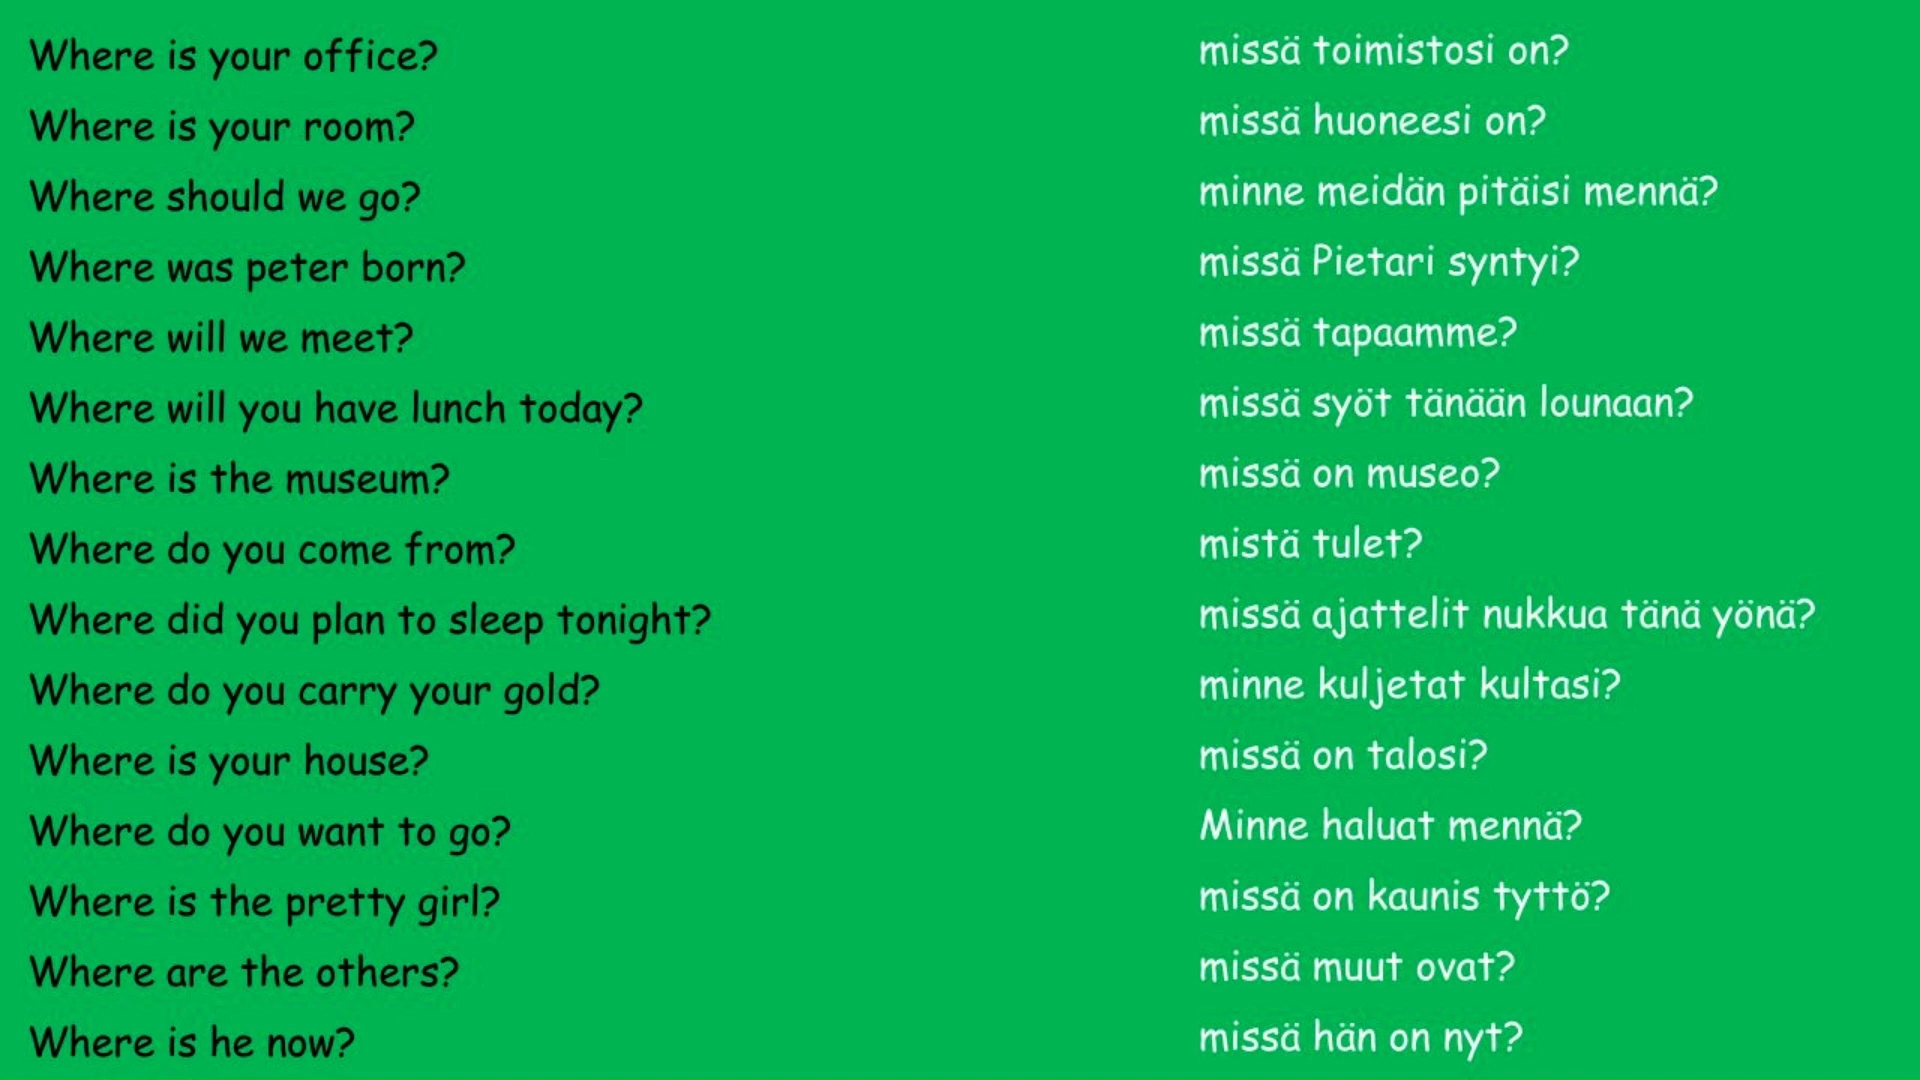 Where is your office?
missä toimistosi on?
Where is your room?
missä huoneesi on?
Where should we go?
minne meidän pitäisi mennä?
Where was peter born?
missä Pietari syntyi?
Where will we meet?
missä tapaamme?
Where will you have lunch today?
missä syöt tänään lounaan?
Where is the museum?
missä on museo?
Where do you come from?
mistä tulet?
Where did you plan to sleep tonight?
missä ajattelit nukkua tänä yönä?
Where do you carry your gold?
minne kuljetat kultasi?
Where is your house?
missä on talosi?
Where do you want to go?
Minne haluat mennä?
Where is the pretty girl?
missä on kaunis tyttö?
Where are the others?
missä muut ovat?
Where is he now?
missä hän on nyt?